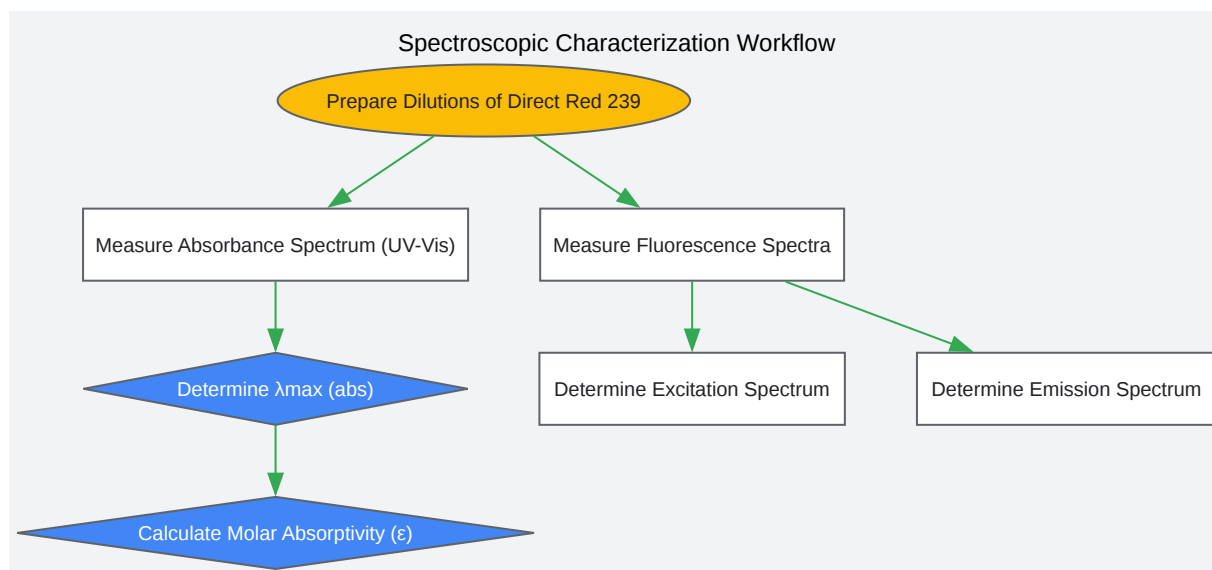 Spectroscopic Characterization Workflow
Prepare Dilutions of Direct Red 239
Measure Absorbance Spectrum (UV-Vis)
Measure Fluorescence Spectra
Determine λmax (abs)
Determine Excitation Spectrum
Determine Emission Spectrum
Calculate Molar Absorptivity (ε)